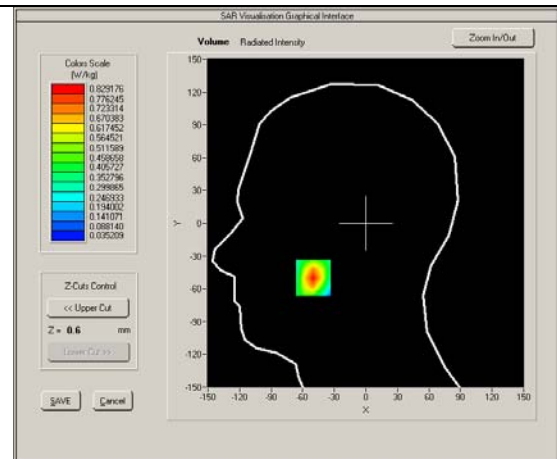 SAR Visualisation Graphical Interface
Volume Radiated Intensity
Zoom In/Out
Colors Scale
(W/kg)
0.829176
0.776245
0.723314
0.670383
0.617452
0.564521
0.511589
0.458658
0.405727
0.352796
0.299865
0.246933
0.194002
0.141071
0.088140
0.035209
Z-Cuts Control
<< Upper Cut
Z = 0.6 mm
Lower Cut >>
SAVE Cancel
150
120
90
60
30
Y 0
-30
-60
-90
-120
-150
-150 -120 -90 -60 -30 0 30 60 90 120 150
X